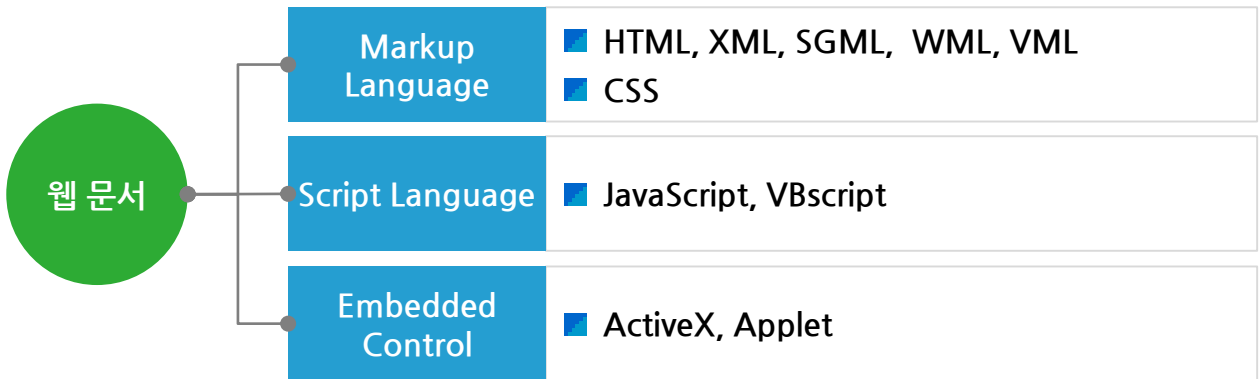 웹 문서
Markup
Language
HTML, XML, SGML, WML, VML
CSS
Script Language
JavaScript, VBscript
Embedded
Control
ActiveX, Applet